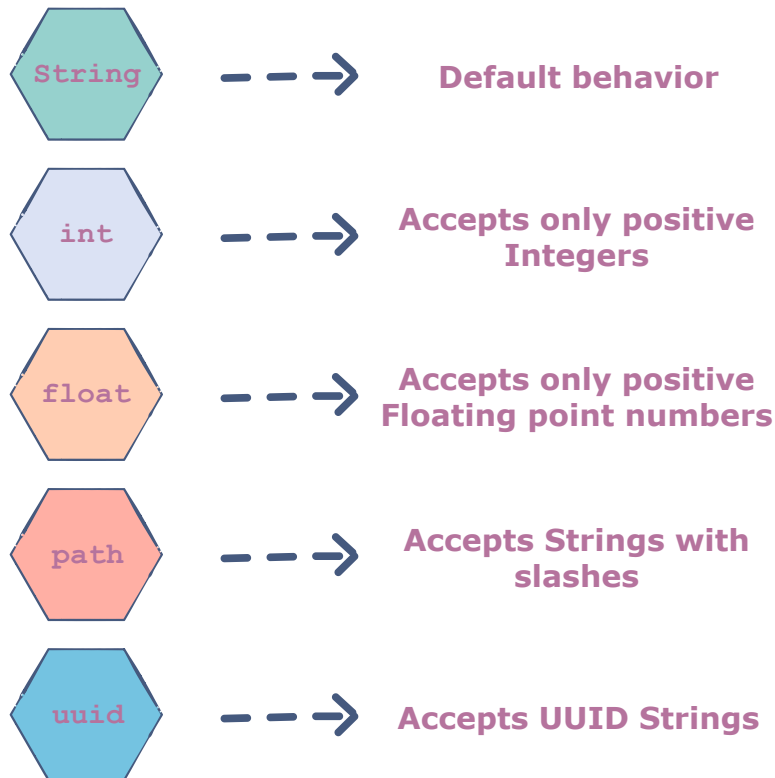 String
Default behavior
int
Accepts only positive
Integers
float
Accepts only positive
Floating point numbers
path
Accepts Strings with
slashes
uuid
Accepts UUID Strings